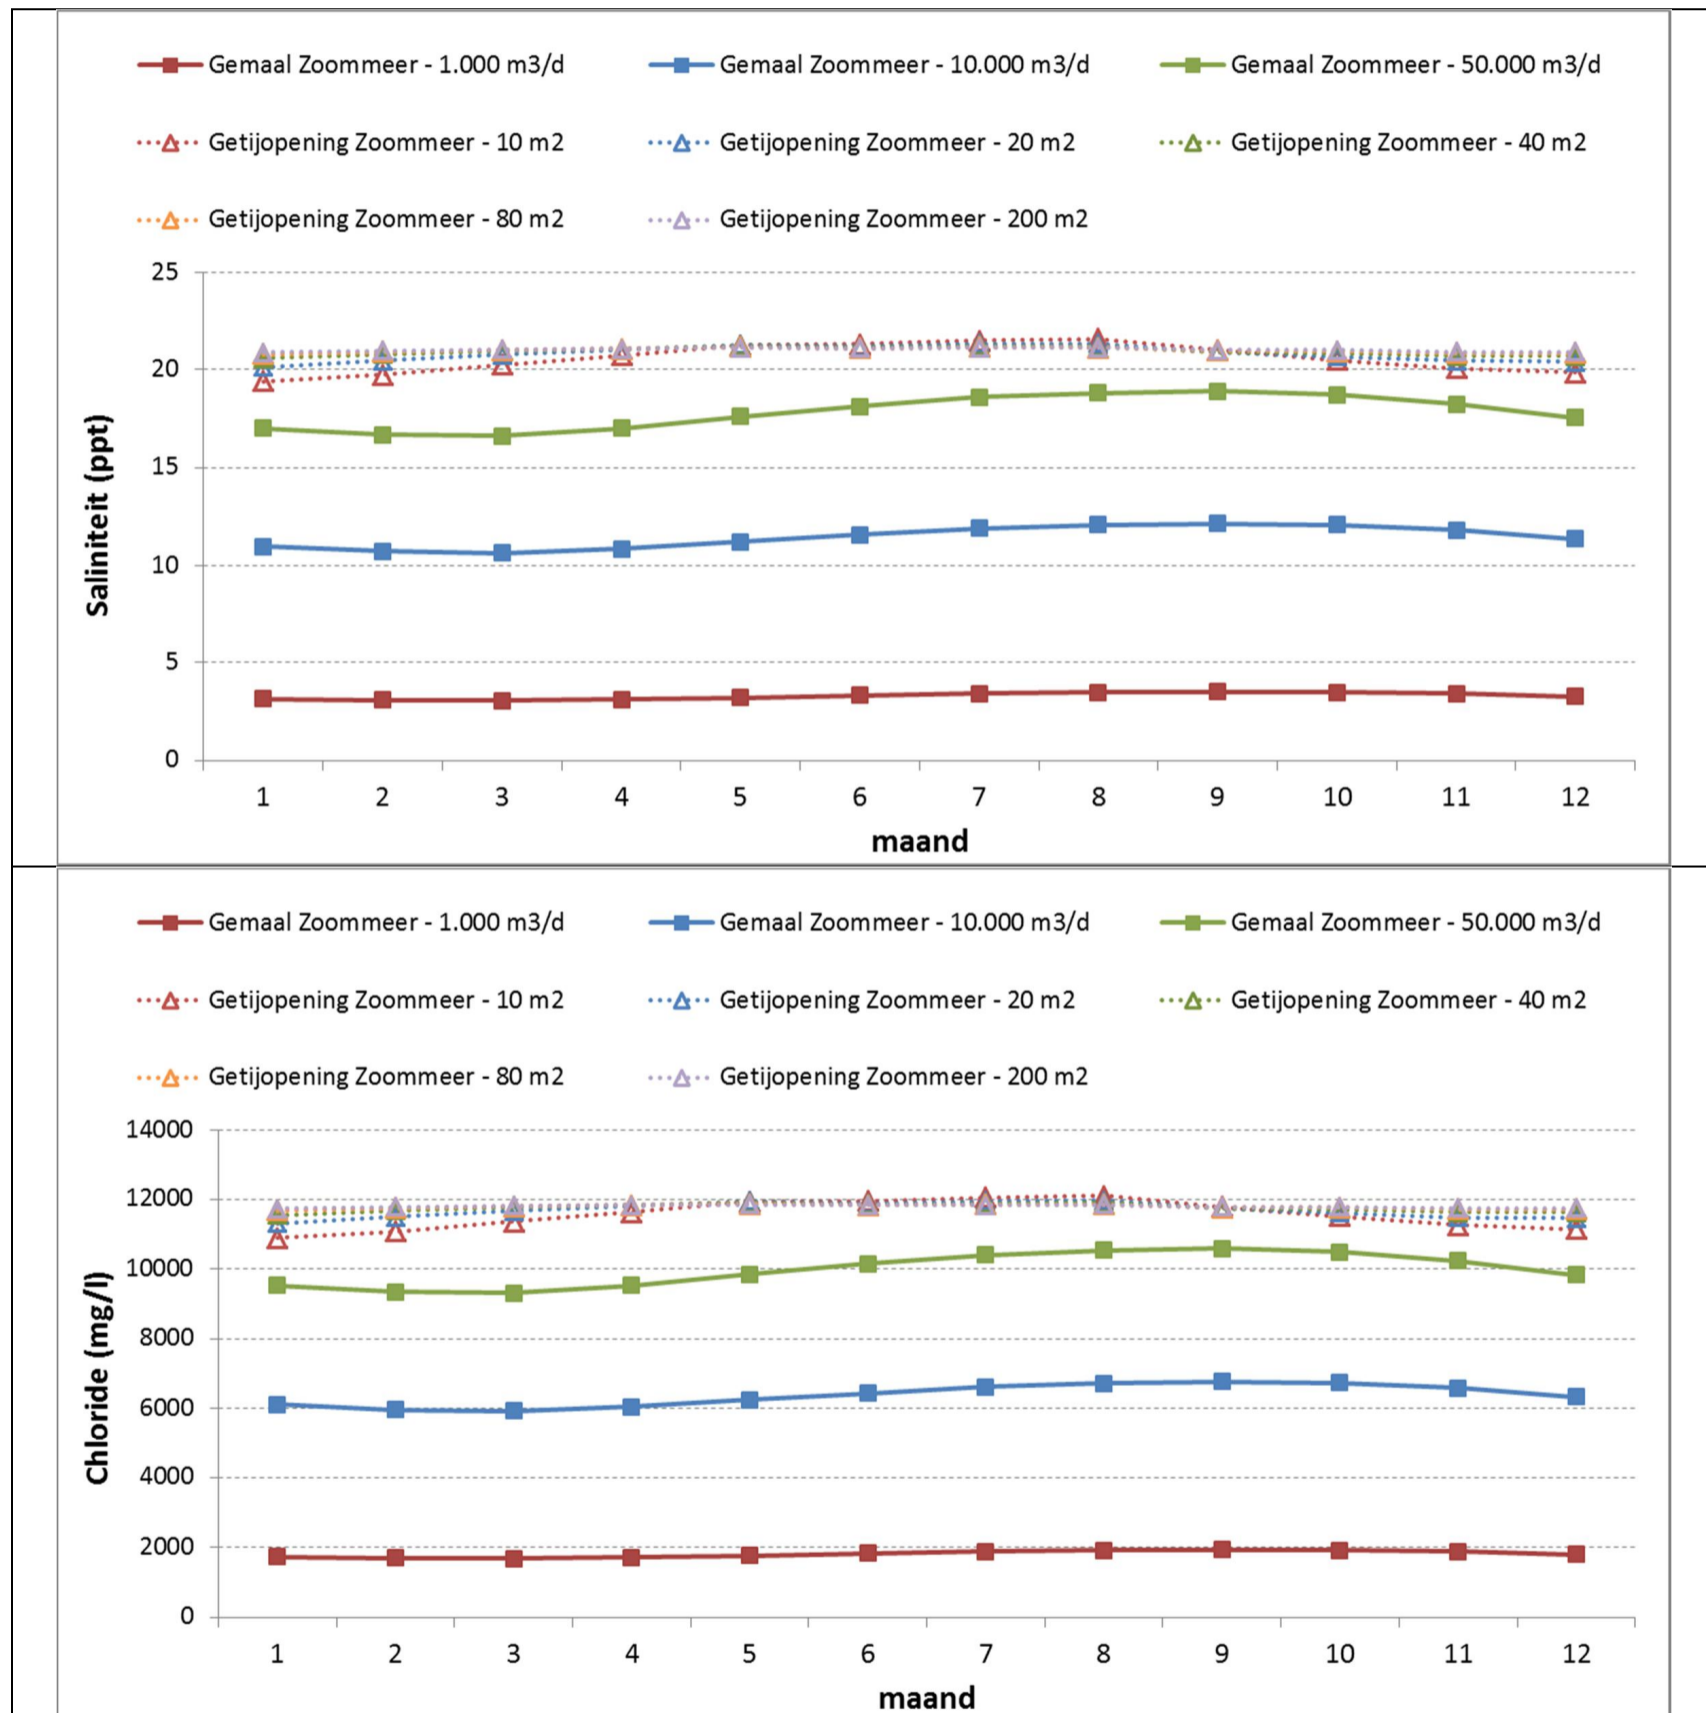 Gemaal Zoommeer - 1.000 m3/d Gemaal Zoommeer - 10.000 m3/d Gemaal Zoommeer - 50.000 m3/d
Getijopening Zoommeer - 10 m2 Getijopening Zoommeer - 20 m2 Getijopening Zoommeer - 40 m2
Getijopening Zoommeer - 80 m2 Getijopening Zoommeer - 200 m2
25
20
15
10
5
0
Saliniteit (ppt)
1 2 3 4 5 6 7 8 9 10 11 12
maand
Gemaal Zoommeer - 1.000 m3/d Gemaal Zoommeer - 10.000 m3/d Gemaal Zoommeer - 50.000 m3/d
Getijopening Zoommeer - 10 m2 Getijopening Zoommeer - 20 m2 Getijopening Zoommeer - 40 m2
Getijopening Zoommeer - 80 m2 Getijopening Zoommeer - 200 m2
14000
12000
10000
8000
6000
4000
2000
0
Chloride (mg/l)
1 2 3 4 5 6 7 8 9 10 11 12
maand